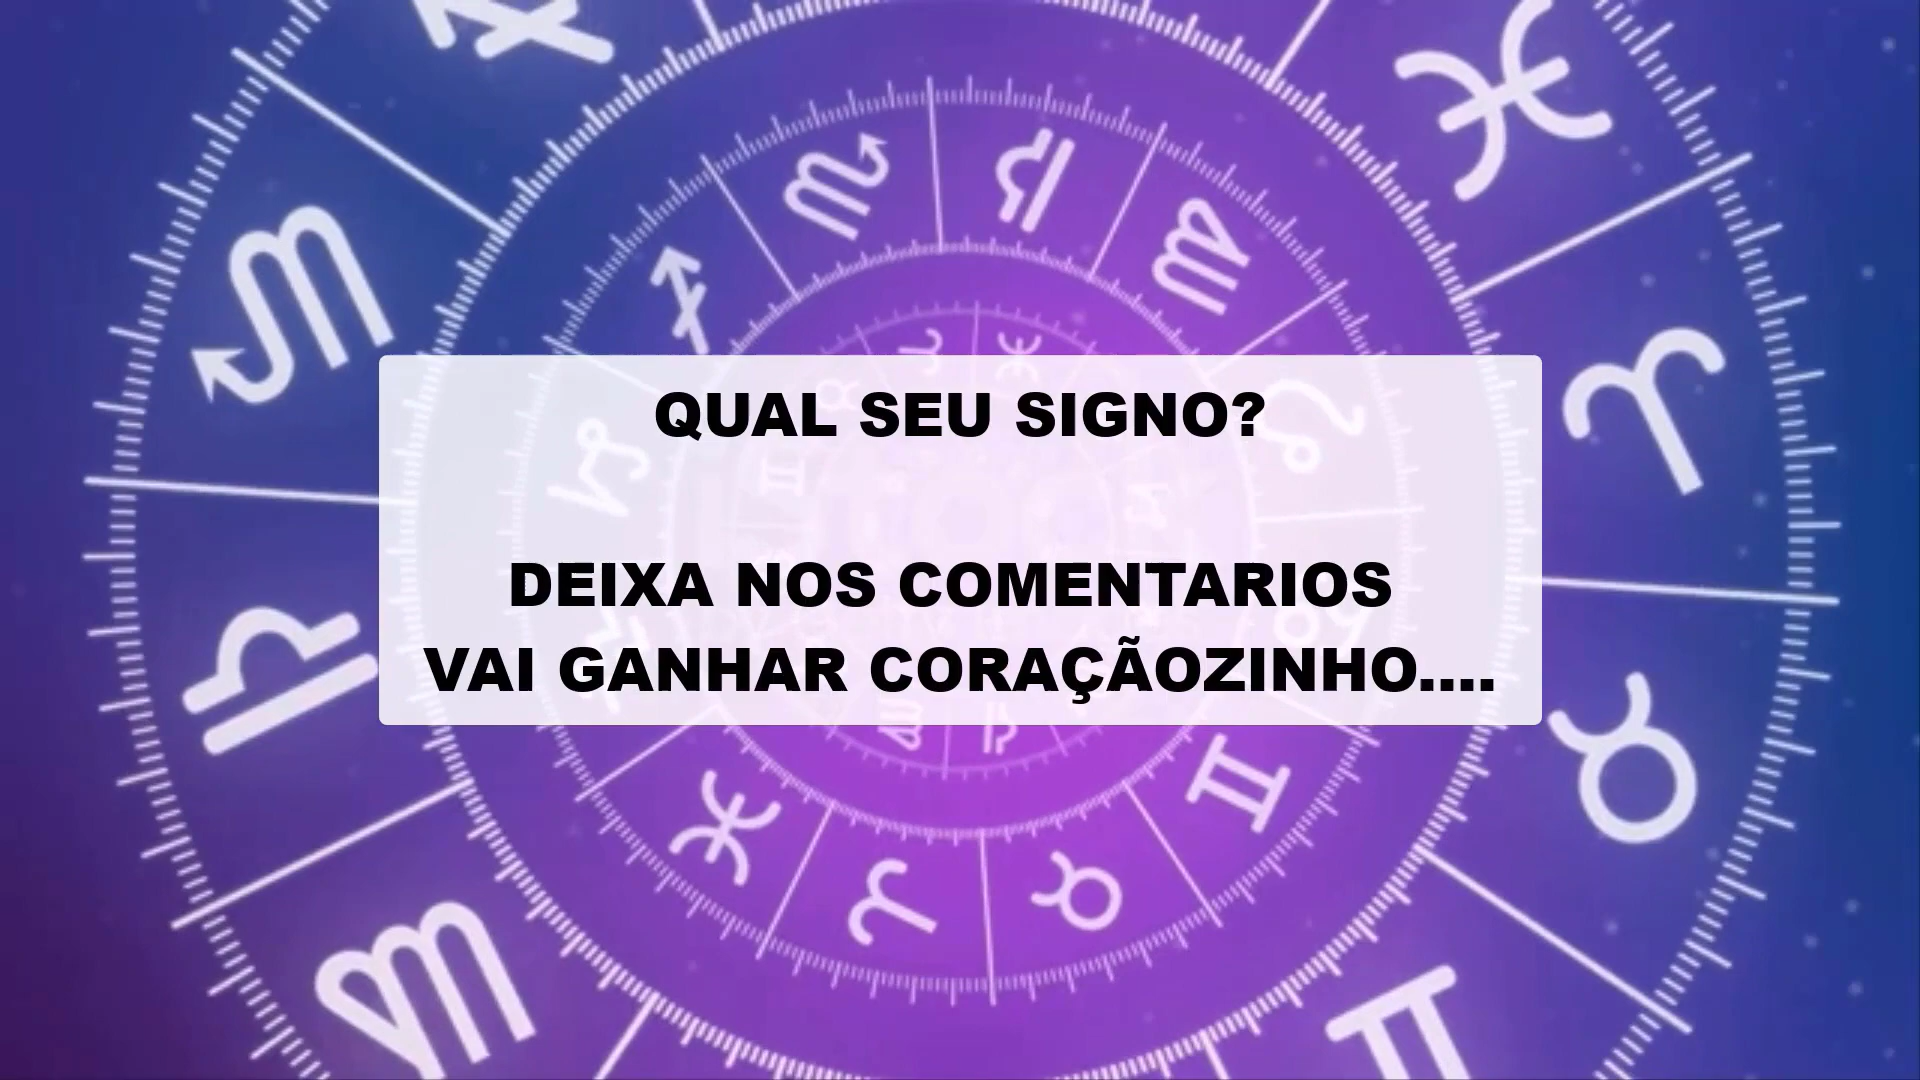 QUAL SEU SIGNO?
DEIXA NOS COMENTARIOS
VAI GANHAR CORAÇÃOZINHO....